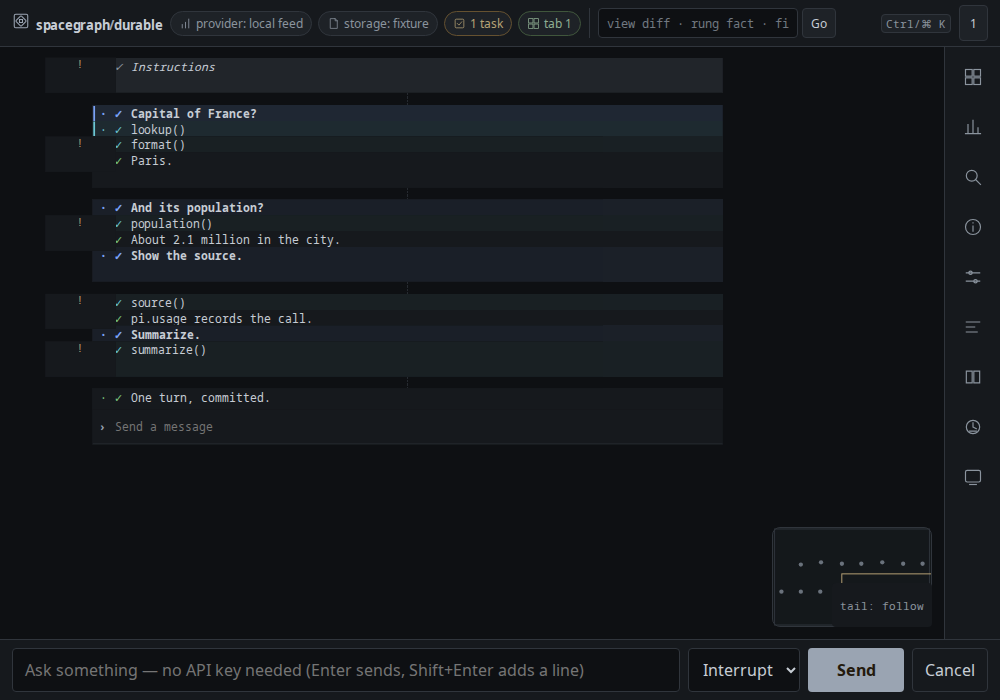 spacegraph/durable provider: local feed storage: fixture 1 task tab 1 view diff · rung fact · fi Go Ctrl/⌘ K 1
! ✓ Instructions
· ✓ Capital of France?
· ✓ lookup()
! ✓ format()
✓ Paris.
· ✓ And its population?
! ✓ population()
✓ About 2.1 million in the city.
· ✓ Show the source.
! ✓ source()
✓ pi.usage records the call.
· ✓ Summarize.
! ✓ summarize()
· ✓ One turn, committed.
› Send a message
tail: follow
Ask something — no API key needed (Enter sends, Shift+Enter adds a line) Interrupt Send Cancel